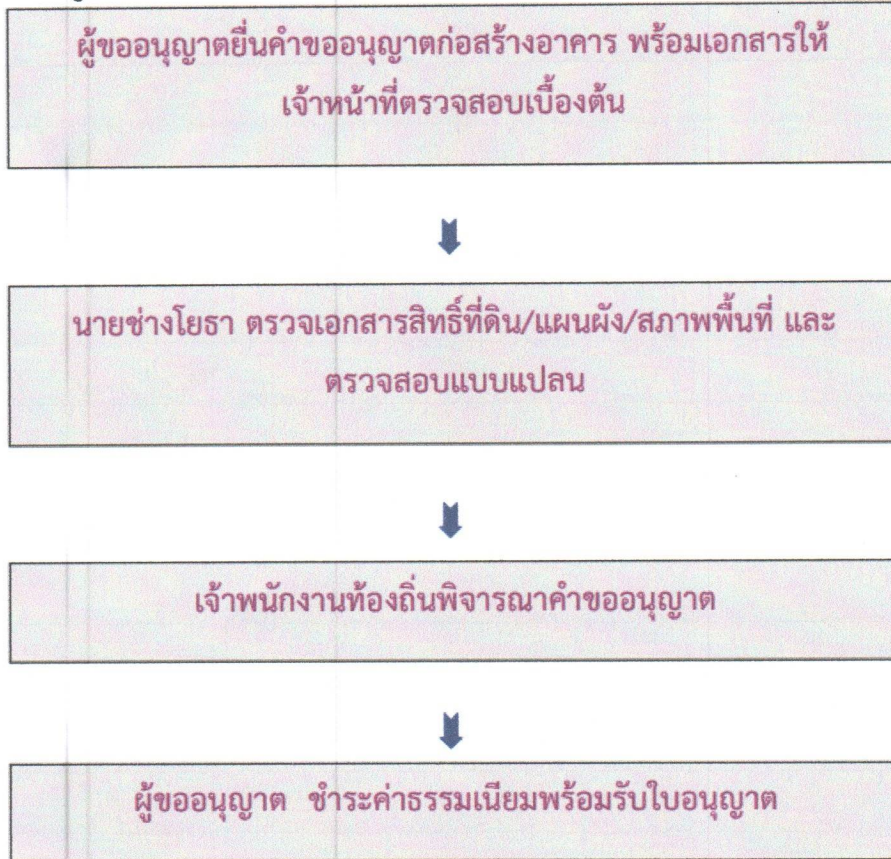 ผู้ขออนุญาตยื่นคำขออนุญาตก่อสร้างอาคาร พร้อมเอกสารให้
เจ้าหน้าที่ตรวจสอบเบื้องต้น
นายช่างโยธา ตรวจเอกสารสิทธิ์ที่ดิน/แผนผัง/สภาพพื้นที่ และ
ตรวจสอบแบบแปลน
เจ้าพนักงานท้องถิ่นพิจารณาคำขออนุญาต
ผู้ขออนุญาต ชำระค่าธรรมเนียมพร้อมรับใบอนุญาต